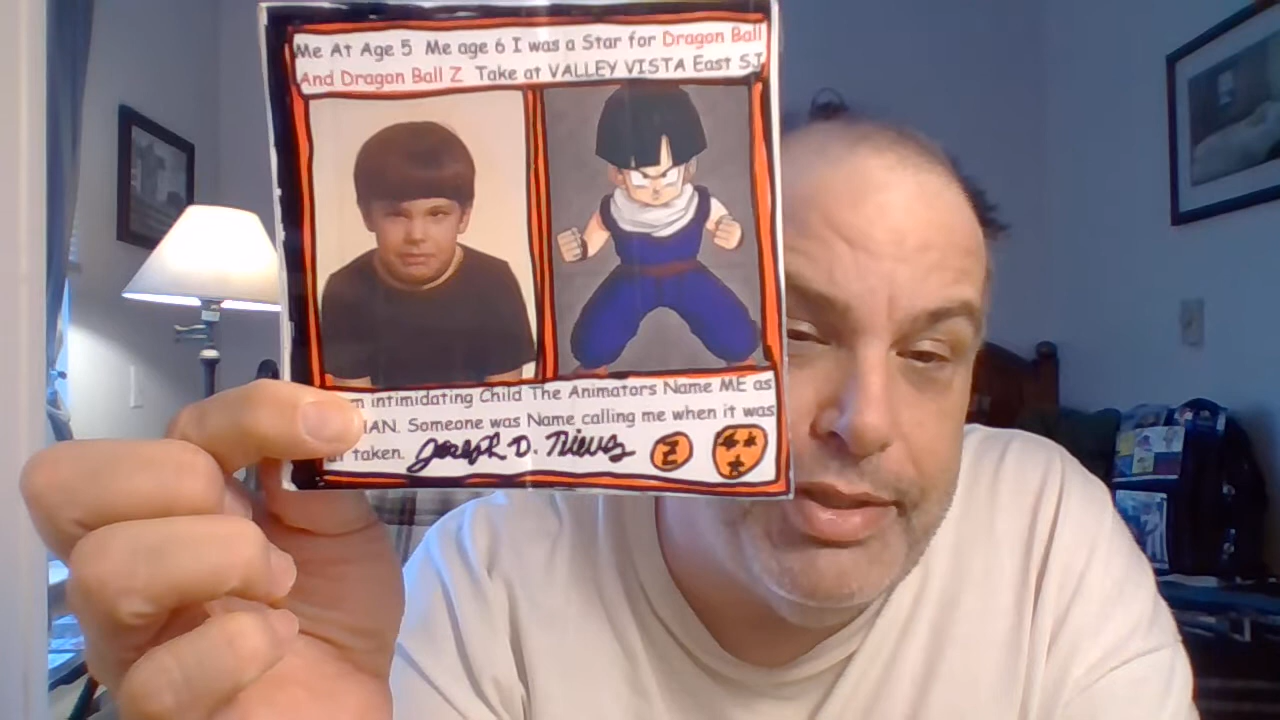 Me At Age 5 Me age 6 I was a Star for Dragon Ball
And Dragon Ball Z Take at VALLEY VISTA East SJ
intimidating Child The Animators Name ME as
Someone was Name calling me when it was
taken. Joseph D. Z